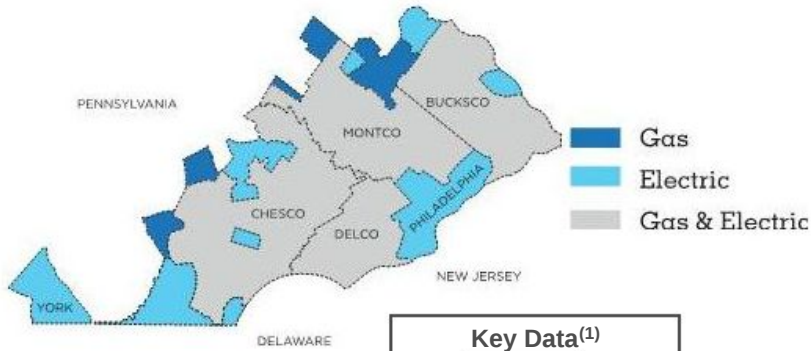 PENNSYLVANIA
BUCKSCO
MONTCO
Gas
Electric
PHILADELPHIA
CHESCO
Gas & Electric
DELCO
NEW JERSEY
YORK
DELAWARE
Key Data(1)